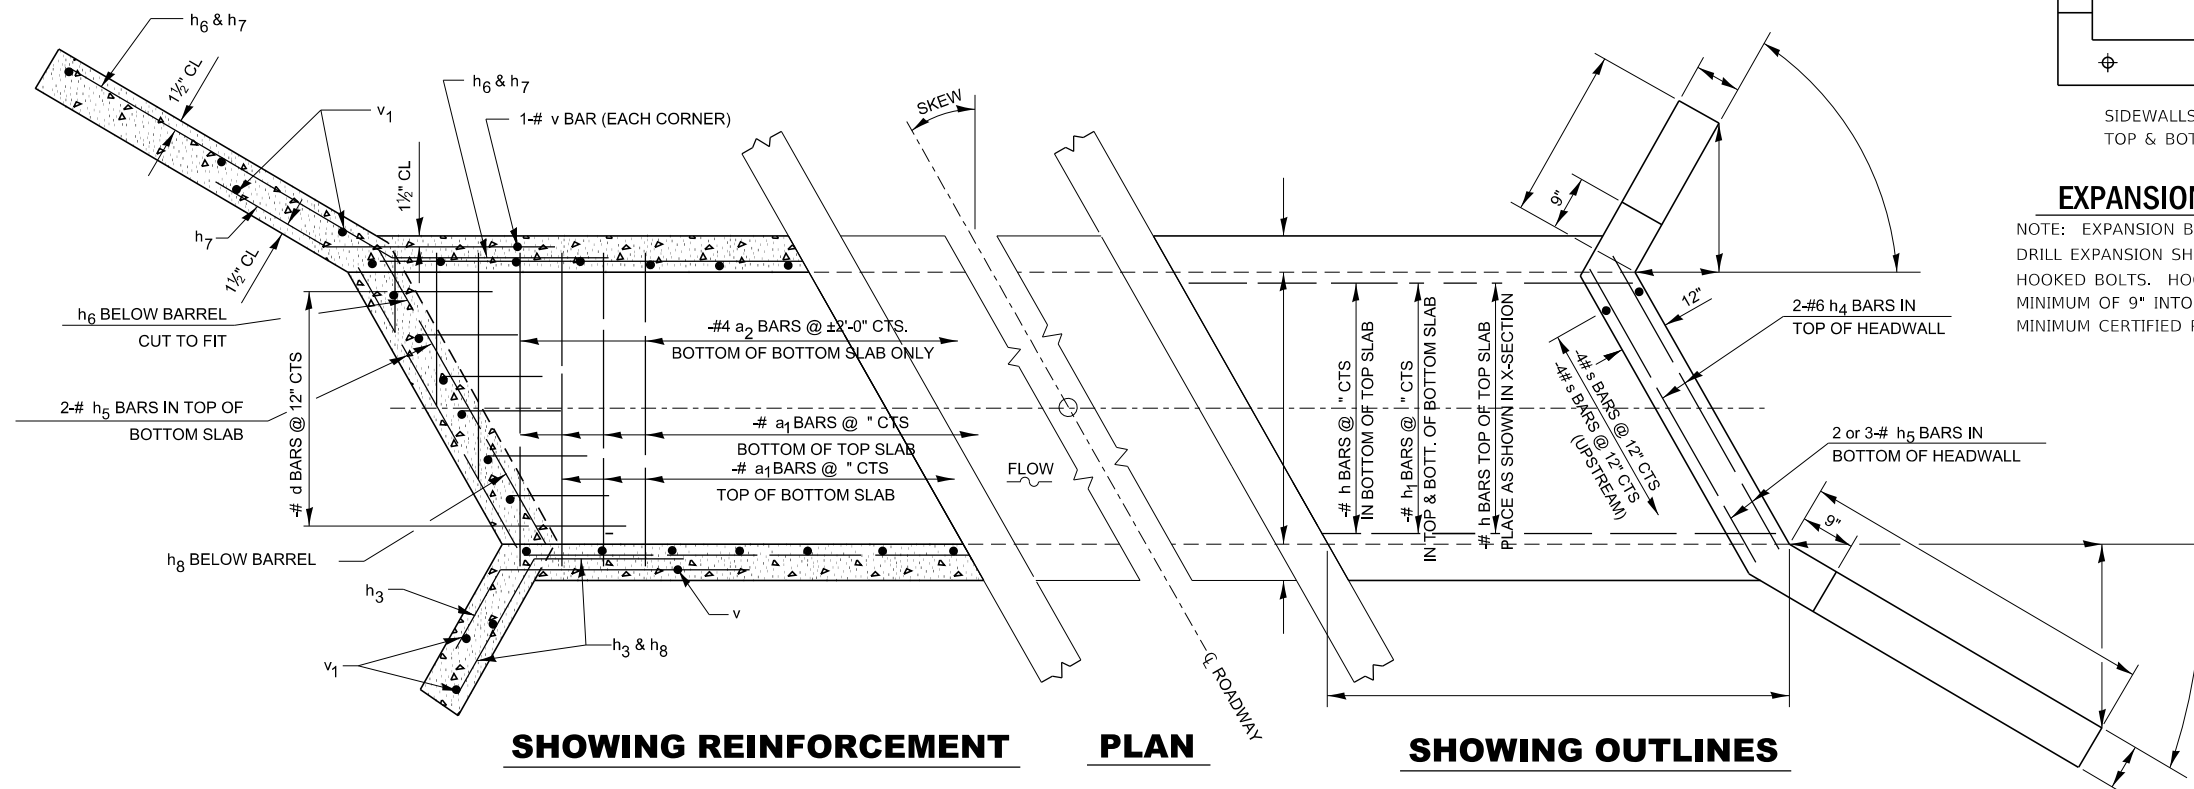 h6 & h7
1½" CL
v1
h7
1½" CL
h6 & h7
1-# v BAR (EACH CORNER)
1½" CL
h6 BELOW BARREL
CUT TO FIT
-# d BARS @ 12" CTS
2-# h5 BARS IN TOP OF
BOTTOM SLAB
h8 BELOW BARREL
h3
v1
h3 & h8
v
-#4 a2 BARS @ ±2'-0" CTS.
BOTTOM OF BOTTOM SLAB ONLY
-# a1 BARS @ " CTS
BOTTOM OF TOP SLAB
-# a1 BARS @ " CTS
TOP OF BOTTOM SLAB
SKEW
FLOW
℄ ROADWAY
-# h BARS @ " CTS
IN BOTTOM OF TOP SLAB
-# h1 BARS @ " CTS
IN TOP & BOTT. OF BOTTOM SLAB
-# h BARS TOP OF TOP SLAB
PLACE AS SHOWN IN X-SECTION
9"
12"
-4# s BARS @ 12" CTS
-4# s BARS @ 12" CTS
(UPSTREAM)
2-#6 h4 BARS IN
TOP OF HEADWALL
2 or 3-# h5 BARS IN
BOTTOM OF HEADWALL
9"
SIDEWALLS
TOP & BOT
EXPANSION
NOTE: EXPANSION B
DRILL EXPANSION SH
HOOKED BOLTS. HOO
MINIMUM OF 9" INTO
MINIMUM CERTIFIED
SHOWING REINFORCEMENT
PLAN
SHOWING OUTLINES